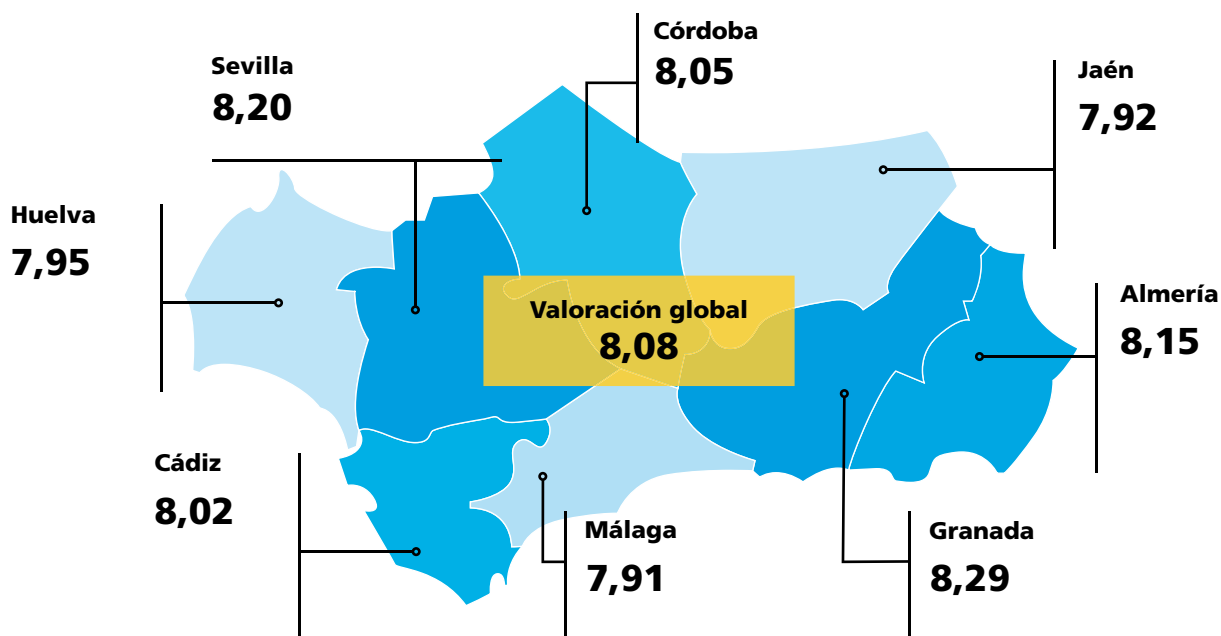 Córdoba
8,05
Sevilla
8,20
Jaén
7,92
Huelva
7,95
Almería
8,15
Valoración global
8,08
Cádiz
8,02
Málaga
7,91
Granada
8,29